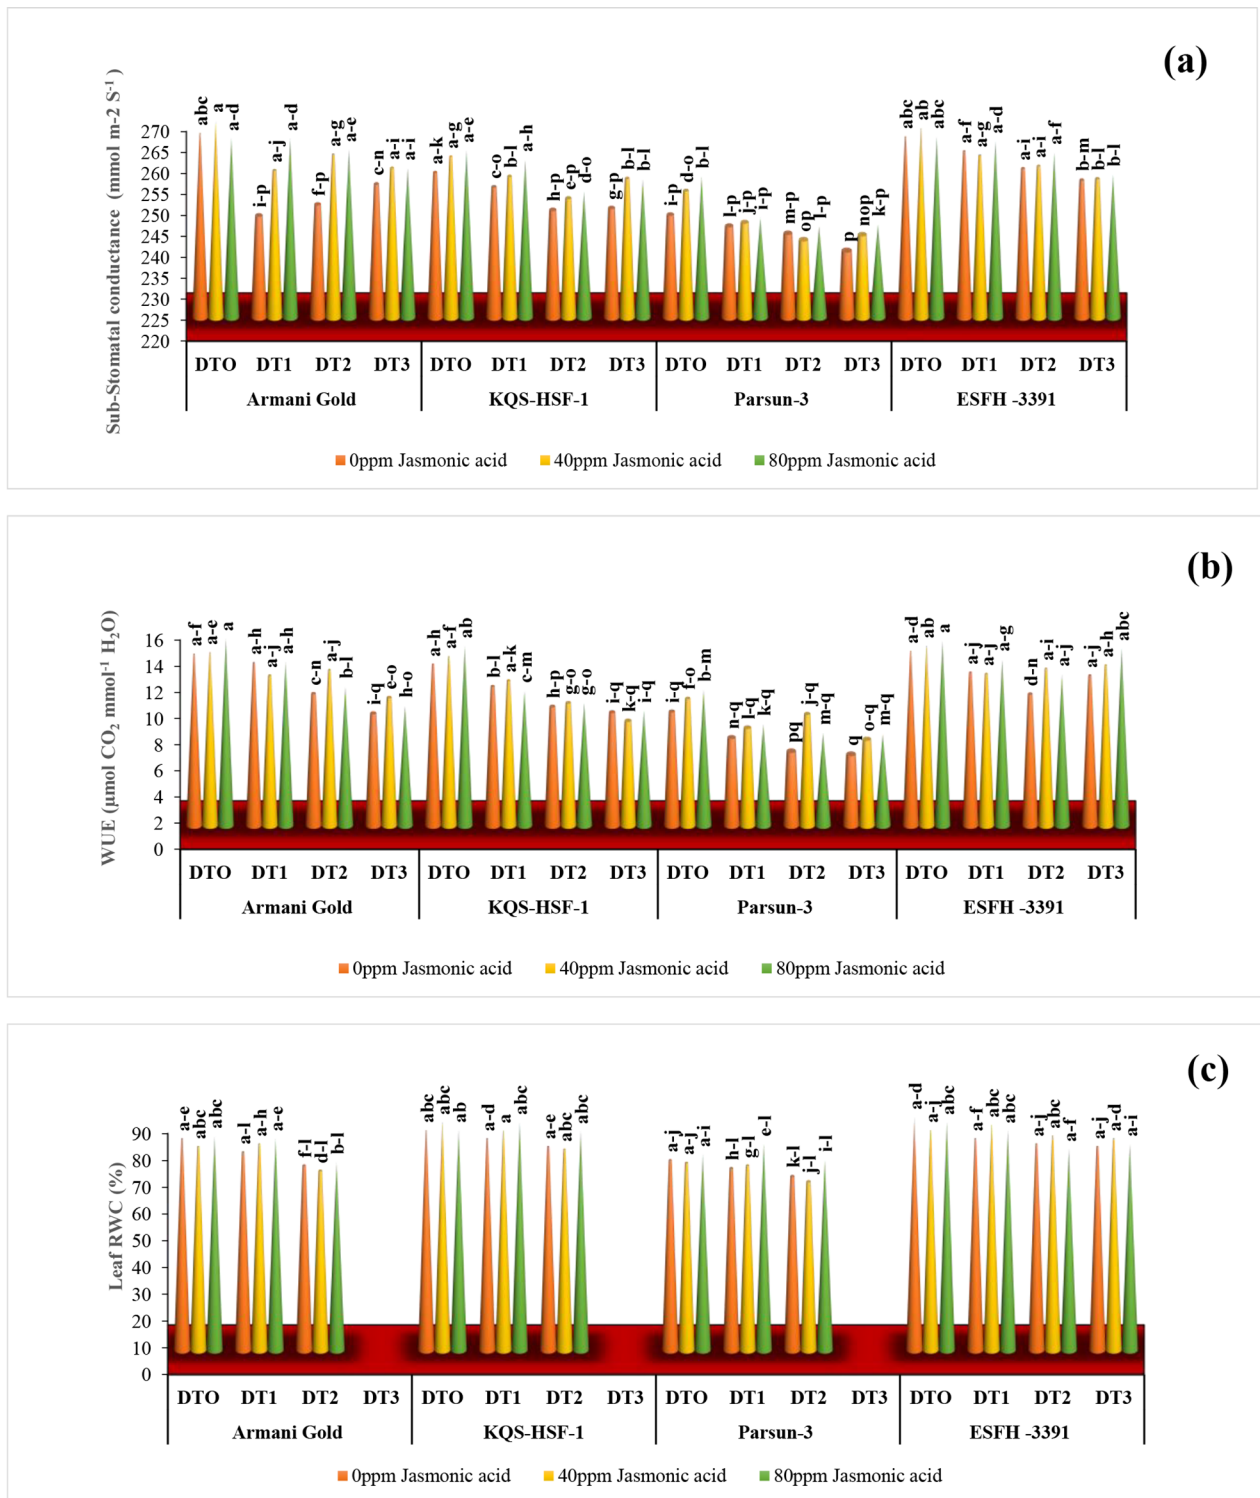 (a)
Sub-Stomatal conductance (mmol m-2 S⁻¹ )
abc a a-d i-p a-j a-d f-p a-g a-e c-n a-i a-i a-k a-g a-e c-o b-l a-h h-p e-p d-o g-p b-l b-l i-p d-o b-l l-p j-p i-p m-p op l-p p nop k-p abc ab abc a-f a-g a-d a-i a-i a-f b-m b-l b-l
270
265
260
255
250
245
240
235
230
225
220
DTO DT1 DT2 DT3 DTO DT1 DT2 DT3 DTO DT1 DT2 DT3 DTO DT1 DT2 DT3
Armani Gold KQS-HSF-1 Parsun-3 ESFH -3391
0ppm Jasmonic acid 40ppm Jasmonic acid 80ppm Jasmonic acid
(b)
WUE (µmol CO₂ mmol⁻¹ H₂O)
a-f a-e a a-h a-j a-h c-n a-j b-l i-q e-o h-o a-h a-f ab b-l a-k c-m h-p g-o g-o i-q k-q i-q i-q f-o b-m n-q l-q k-q pq j-q m-q q o-q m-q a-d ab a a-j a-j a-g d-n a-i a-j a-j a-h abc
16
14
12
10
8
6
4
2
0
DTO DT1 DT2 DT3 DTO DT1 DT2 DT3 DTO DT1 DT2 DT3 DTO DT1 DT2 DT3
Armani Gold KQS-HSF-1 Parsun-3 ESFH -3391
0ppm Jasmonic acid 40ppm Jasmonic acid 80ppm Jasmonic acid
(c)
Leaf RWC (%)
a-e abc abc a-l a-h a-e f-l d-l b-l abc abc ab a-d a abc a-e abc abc a-j a-j a-i h-l g-l e-l k-l j-l i-l a-d a-j abc a-f abc abc a-j abc a-f a-j a-d a-i
90
80
70
60
50
40
30
20
10
0
DTO DT1 DT2 DT3 DTO DT1 DT2 DT3 DTO DT1 DT2 DT3 DTO DT1 DT2 DT3
Armani Gold KQS-HSF-1 Parsun-3 ESFH -3391
0ppm Jasmonic acid 40ppm Jasmonic acid 80ppm Jasmonic acid